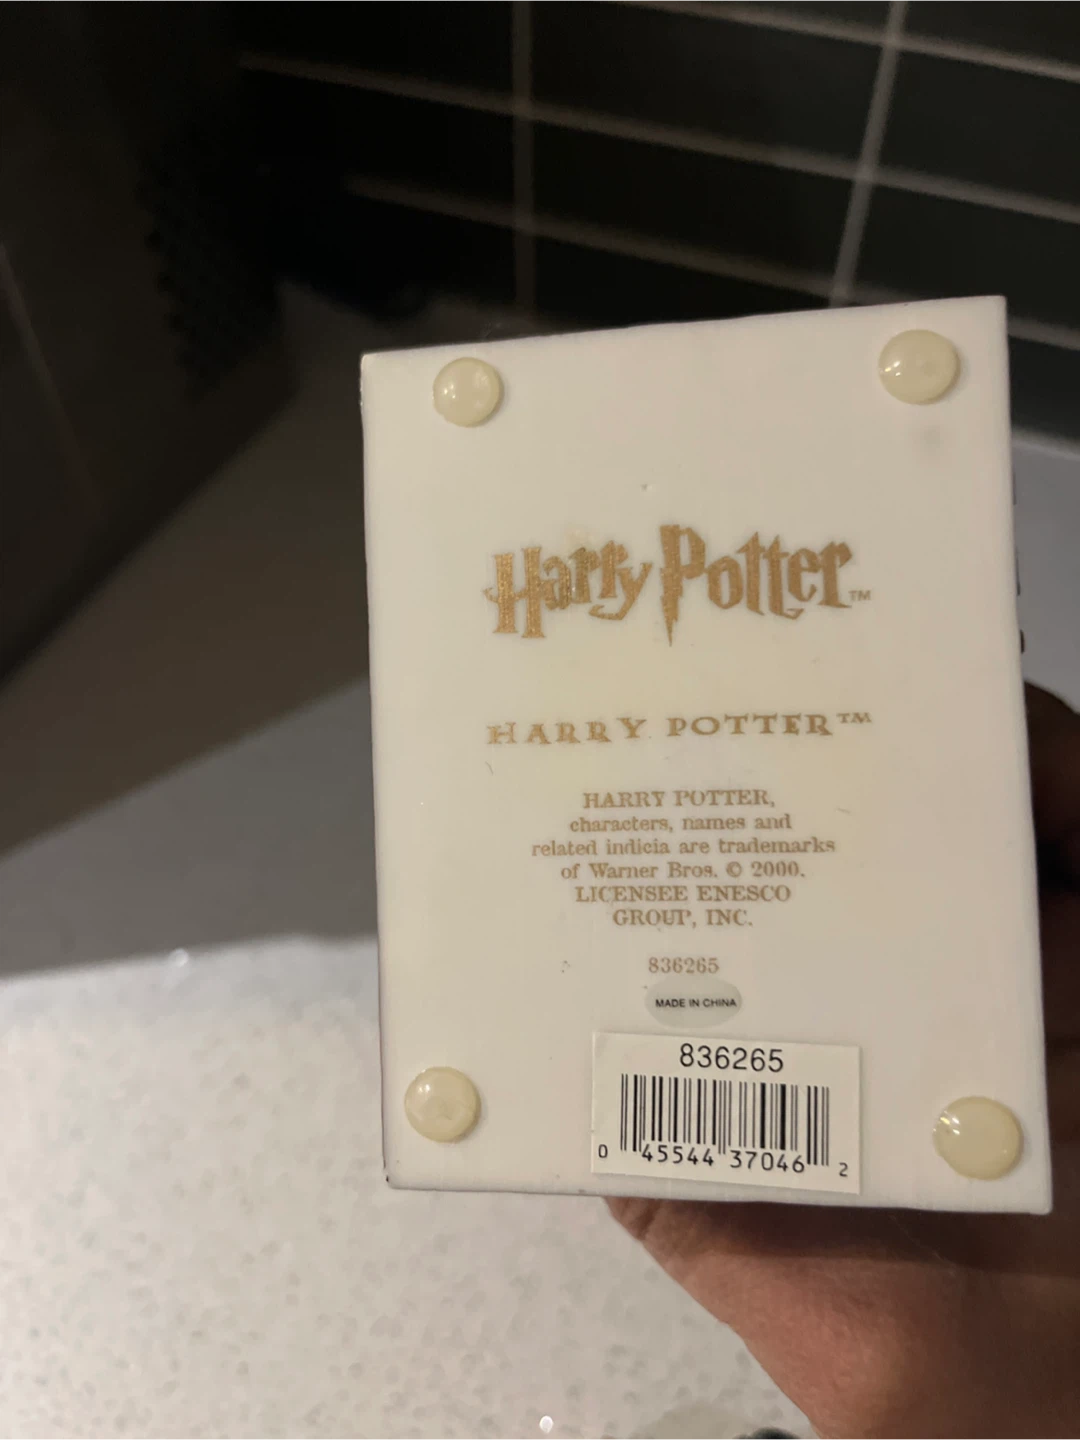 Harry Potter™
HARRY POTTER™
HARRY POTTER,
characters, names and
related indicia are trademarks
of Warner Bros. © 2000.
LICENSEE ENESCO
GROUP, INC.
836265
MADE IN CHINA
836265
0 45544 37046 2